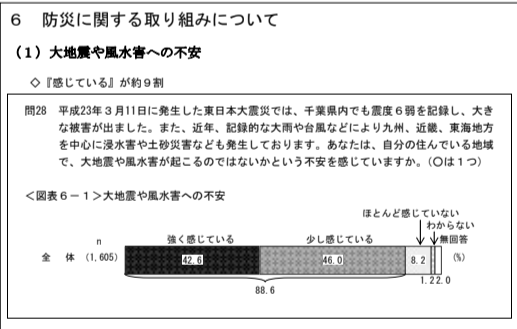 6 防災に関する取り組みについて
(1)大地震や風水害への不安
◇『感じている』が約9割
問28 平成23年3月11日に発生した東日本大震災では、千葉県内でも震度6弱を記録し、大き
な被害が出ました。また、近年、記録的な大雨や台風などにより九州、近畿、東海地方
を中心に浸水害や土砂災害なども発生しております。あなたは、自分の住んでいる地域
で、大地震や風水害が起こるのではないかという不安を感じていますか。(〇は1つ)
<図表6-1>大地震や風水害への不安
ほとんど感じていない
わからない
n 強く感じている 少し感じている 無回答
全 体 (1,605) 42.6 46.0 8.2 (%)
1.2 2.0
88.6